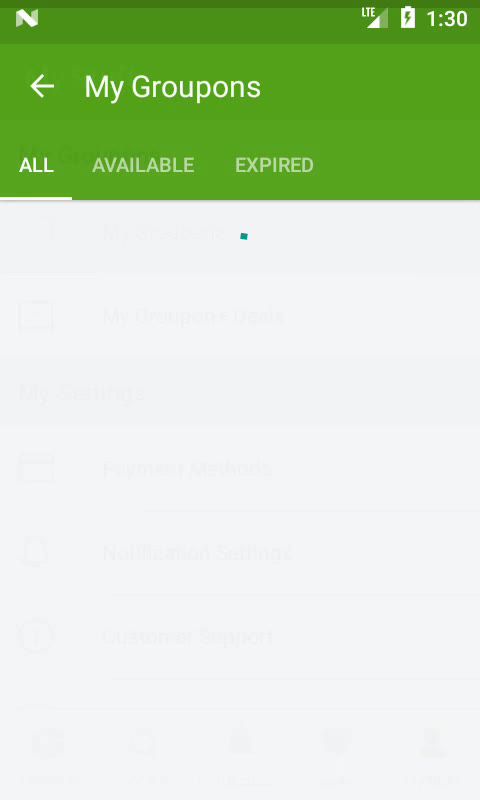 LTE 1:30
My Groupons
ALL AVAILABLE EXPIRED
My Groupons
My Groupon+ Deals
My Settings
Payment Methods
Notification Settings
Customer Support